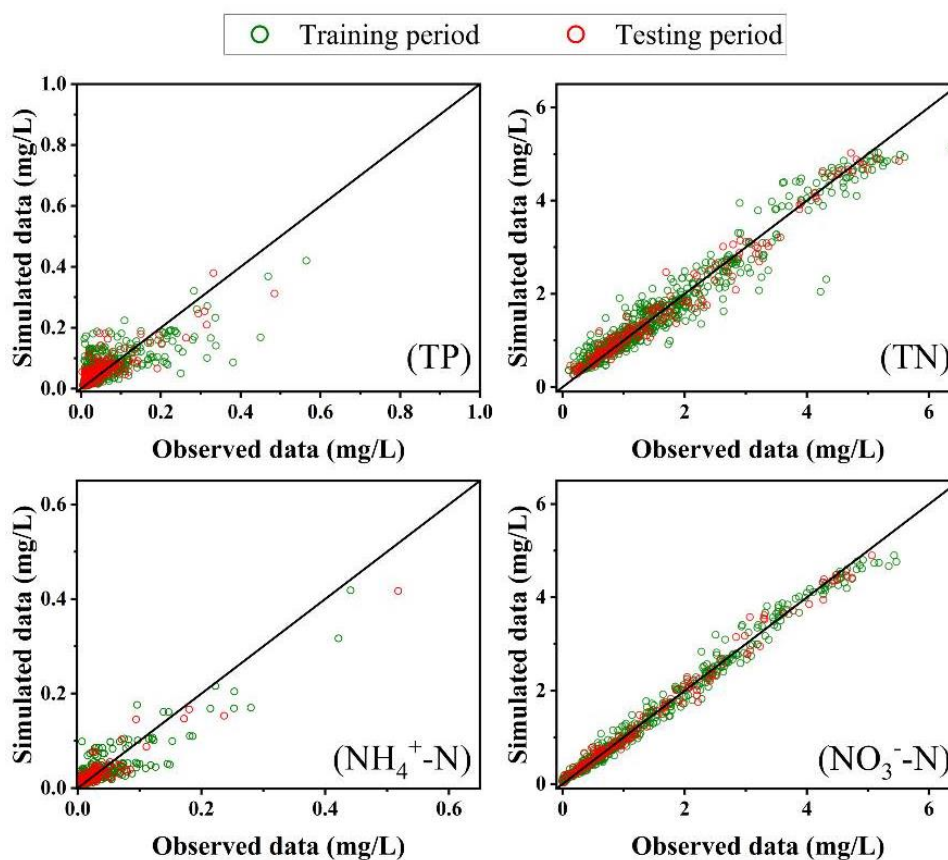 Training period Testing period
Simulated data (mg/L)
1.0
0.8
0.6
0.4
0.2
0.0
0.0 0.2 0.4 0.6 0.8 1.0
Observed data (mg/L)
(TP)
Simulated data (mg/L)
6
4
2
0
0 2 4 6
Observed data (mg/L)
(TN)
Simulated data (mg/L)
0.6
0.4
0.2
0.0
0.0 0.2 0.4 0.6
Observed data (mg/L)
(NH₄⁺-N)
Simulated data (mg/L)
6
4
2
0
0 2 4 6
Observed data (mg/L)
(NO₃⁻-N)